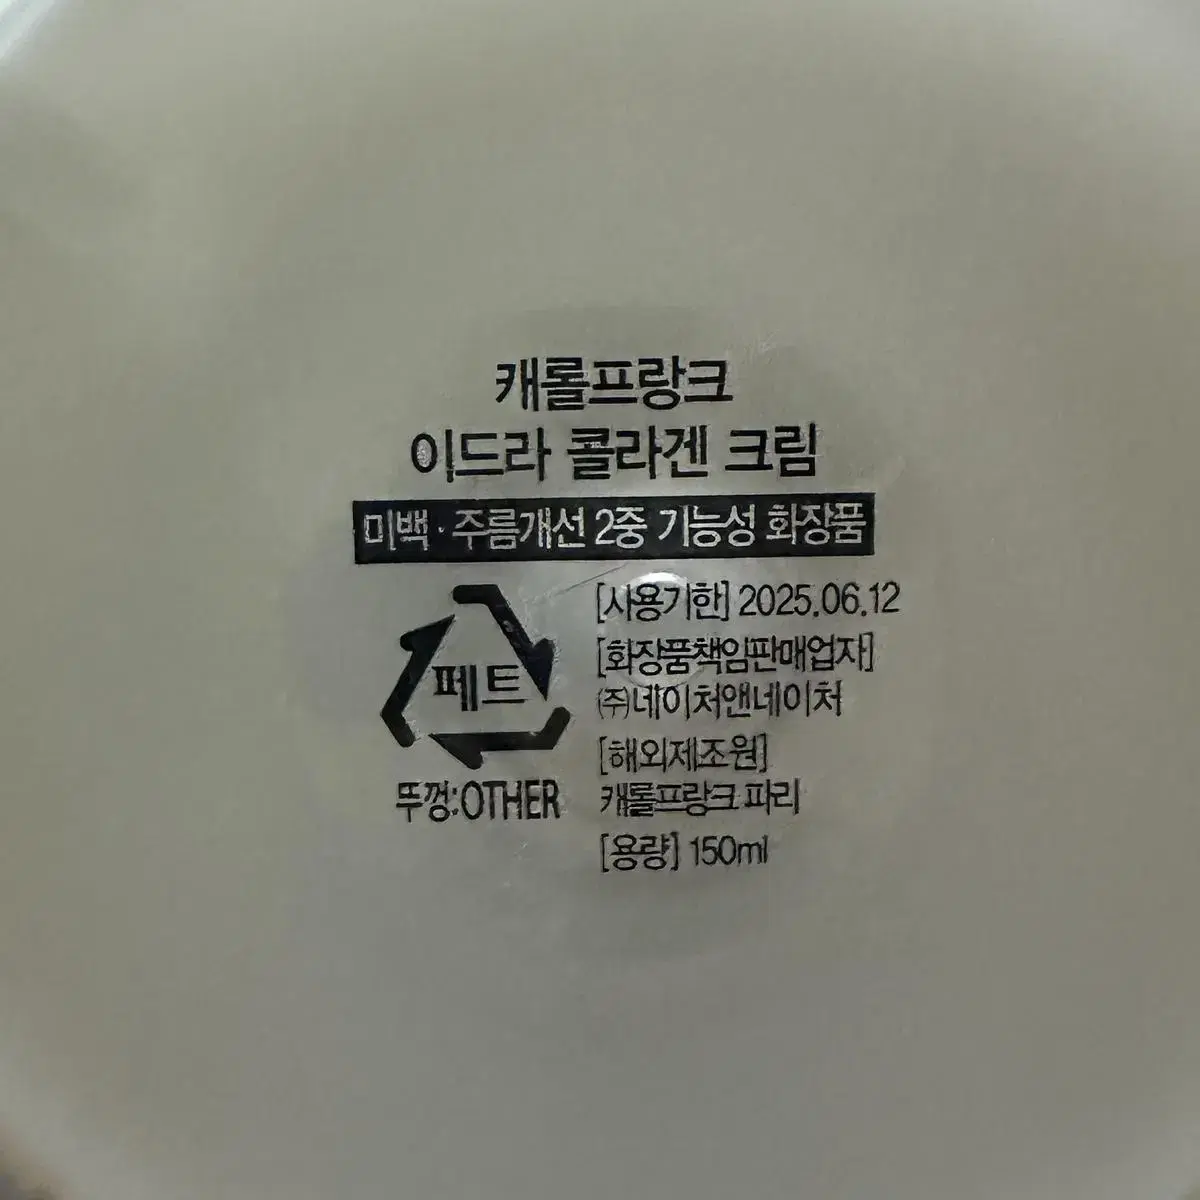 캐롤프랑크
이드라 콜라겐 크림
미백·주름개선 2중 기능성 화장품
페트
뚜껑:OTHER
[사용기한] 2025.06.12
[화장품책임판매업자]
㈜네이처앤네이처
[해외제조원]
캐롤프랑크 파리
[용량] 150ml